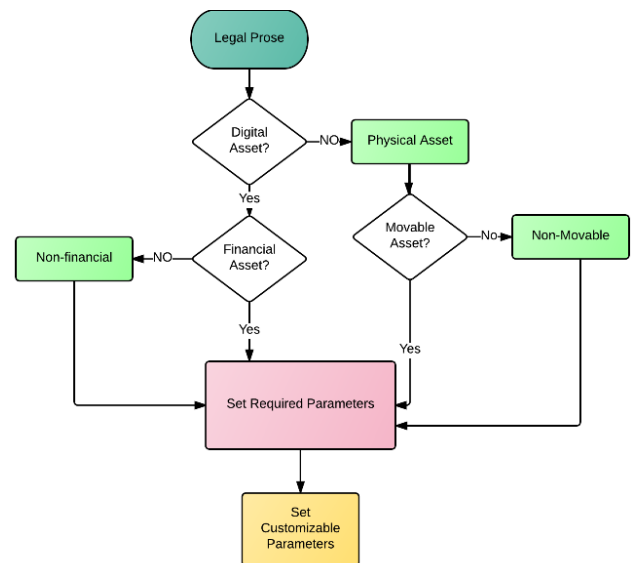 Legal Prose
Digital
Asset?
NO
Physical Asset
Yes
Movable
Asset?
No
Non-Movable
Financial
Asset?
NO
Non-financial
Yes
Yes
Set Required Parameters
Set
Customizable
Parameters